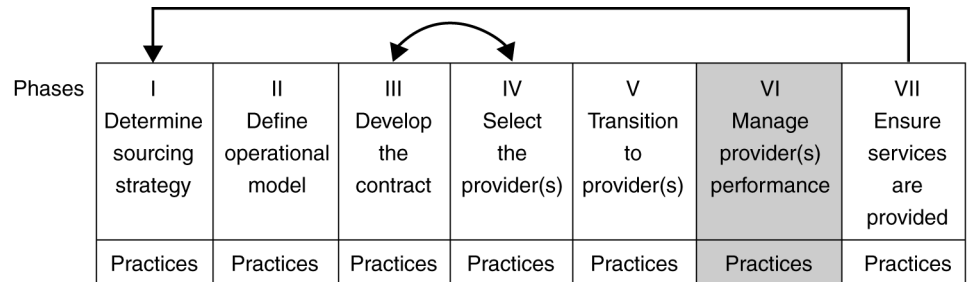 Phases
I
Determine
sourcing
strategy
II
Define
operational
model
III
Develop
the
contract
IV
Select
the
provider(s)
V
Transition
to
provider(s)
VI
Manage
provider(s)
performance
VII
Ensure
services
are
provided
Practices
Practices
Practices
Practices
Practices
Practices
Practices